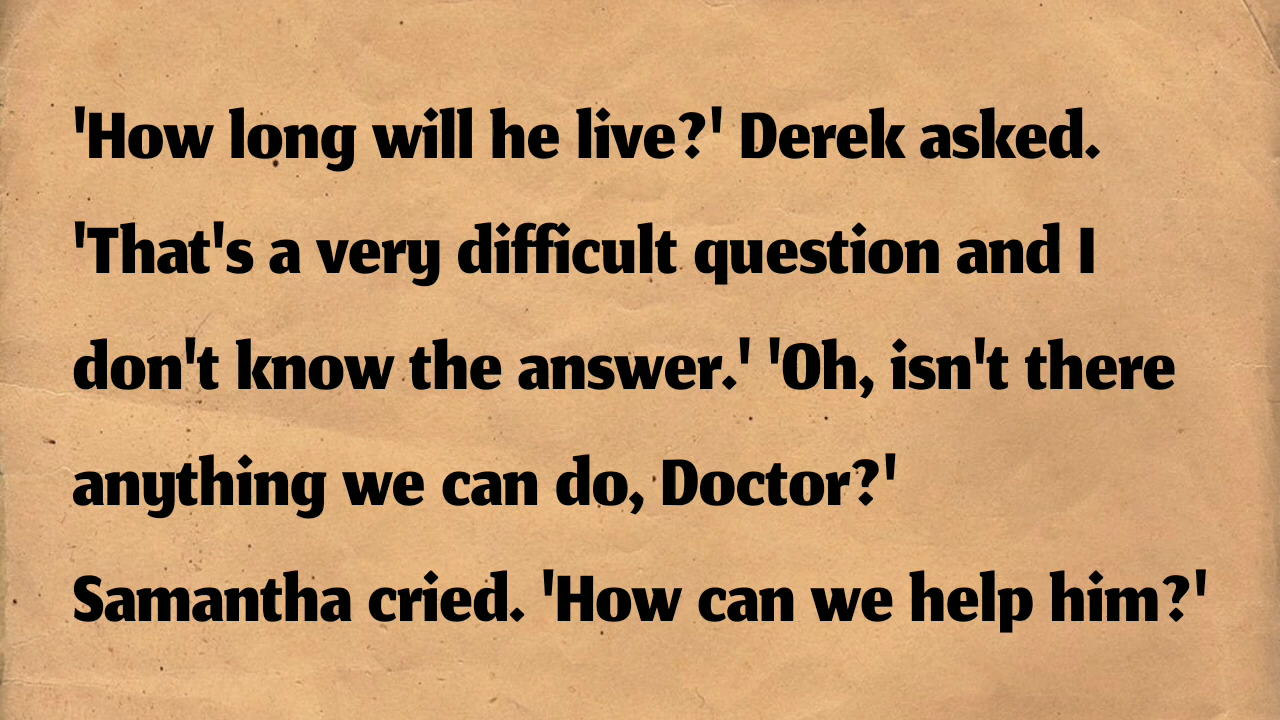 'How long will he live?' Derek asked.
'That's a very difficult question and I
don't know the answer.' 'Oh, isn't there
anything we can do, Doctor?'
Samantha cried. 'How can we help him?'